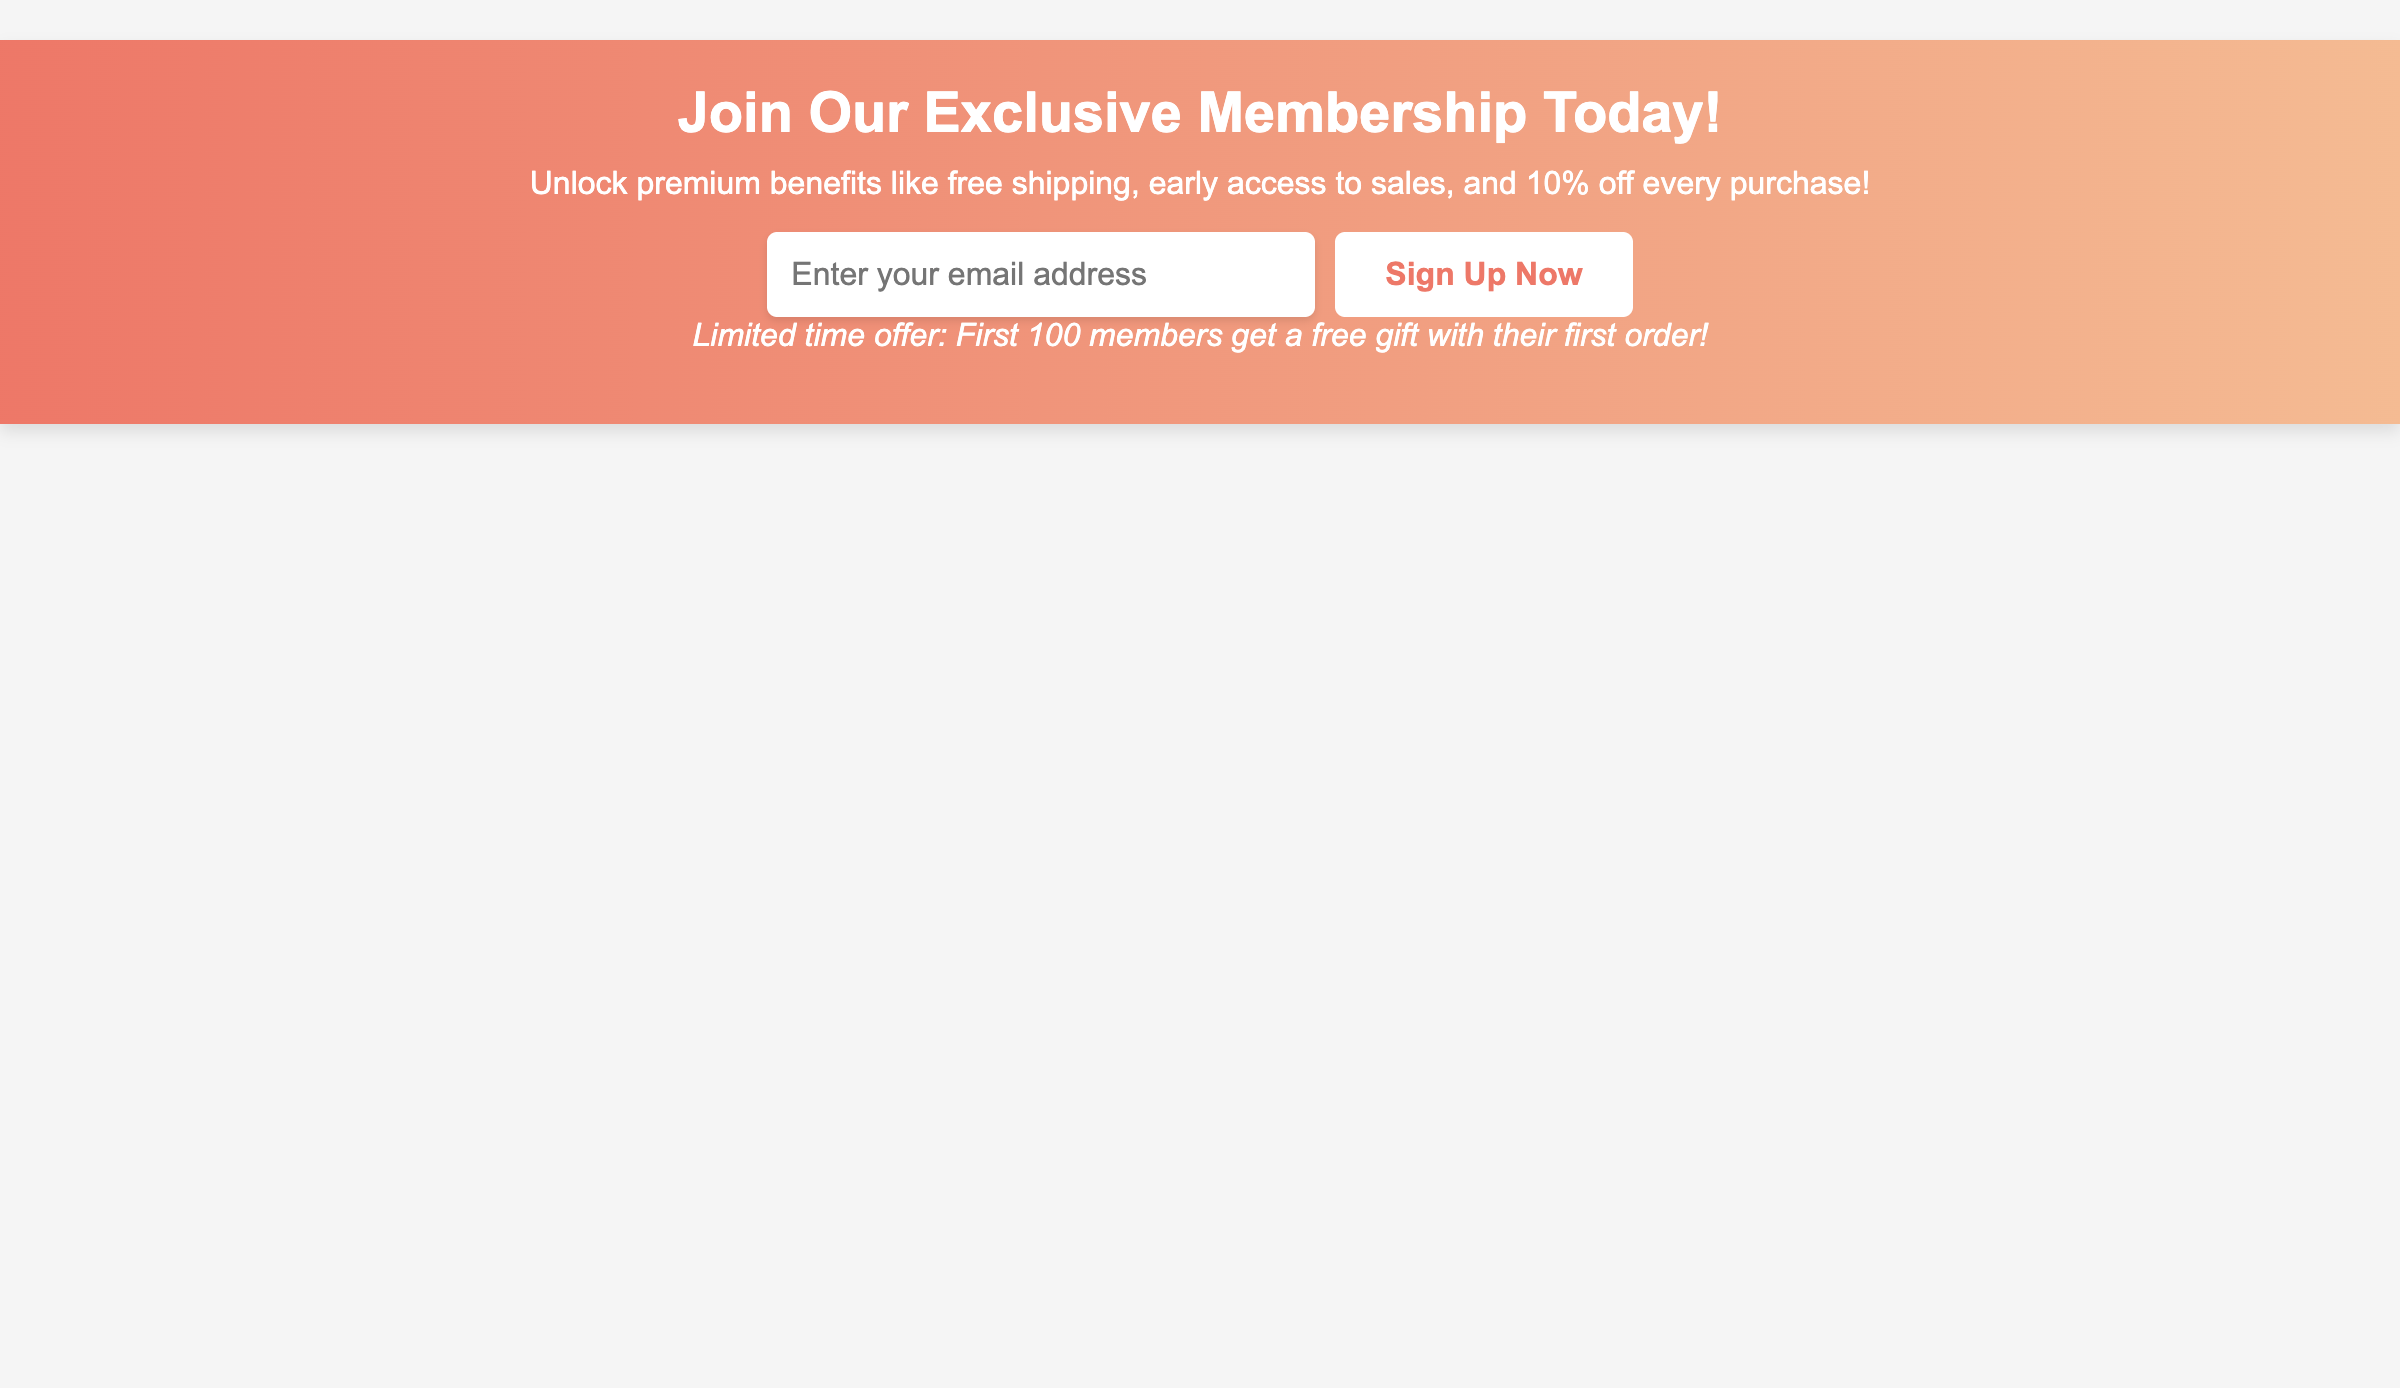 Join Our Exclusive Membership Today!
Unlock premium benefits like free shipping, early access to sales, and 10% off every purchase!
Enter your email address
Sign Up Now
Limited time offer: First 100 members get a free gift with their first order!